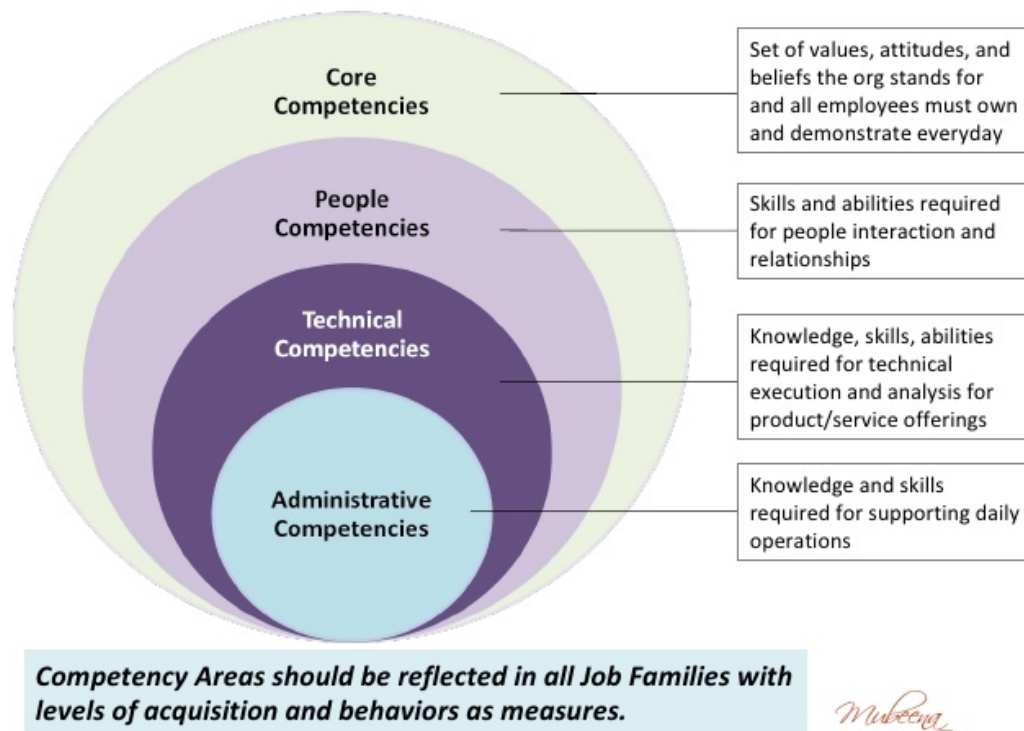 Core
Competencies
Set of values, attitudes, and
beliefs the org stands for
and all employees must own
and demonstrate everyday
People
Competencies
Skills and abilities required
for people interaction and
relationships
Technical
Competencies
Knowledge, skills, abilities
required for technical
execution and analysis for
product/service offerings
Administrative
Competencies
Knowledge and skills
required for supporting daily
operations
Competency Areas should be reflected in all Job Families with
levels of acquisition and behaviors as measures.
Mubeena